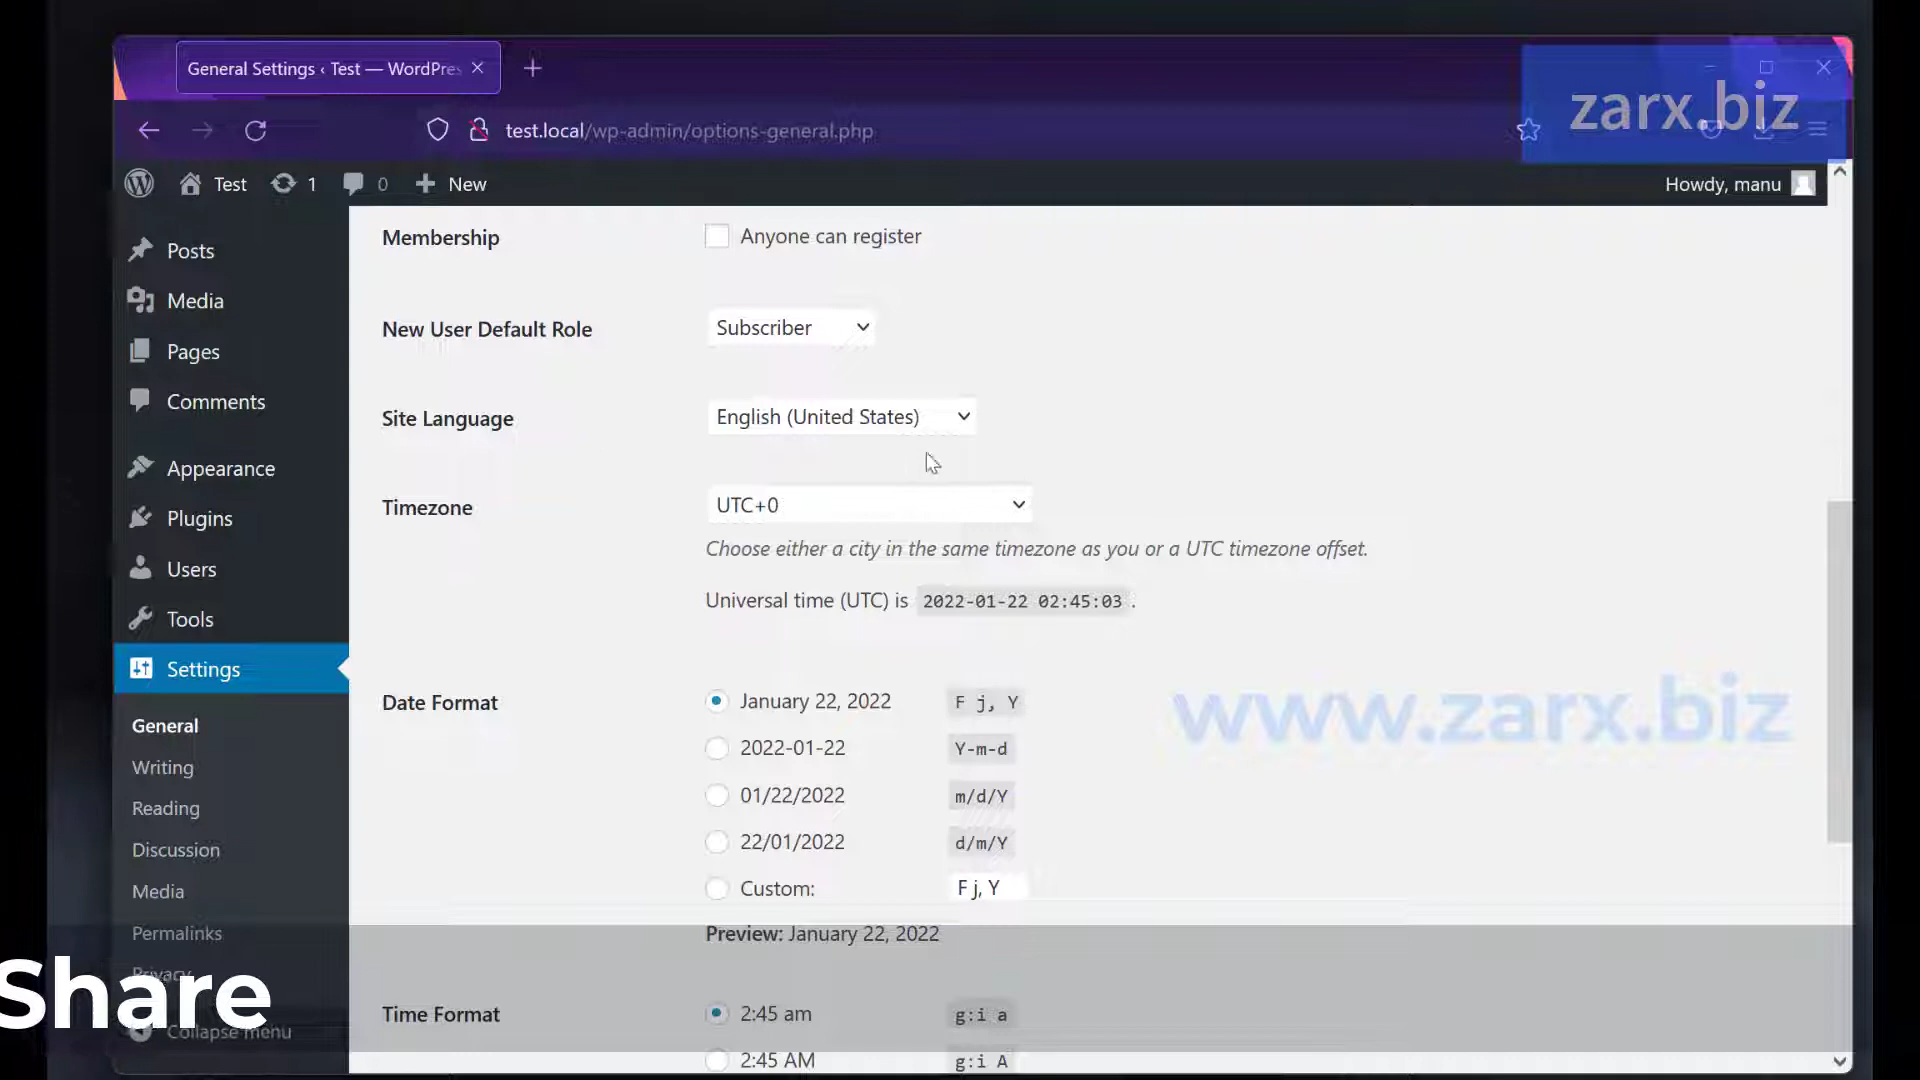 General Settings ‹ Test — WordPres
zarx.biz
test.local/wp-admin/options-general.php
Test
1
0
New
Howdy, manu
Posts
Media
Pages
Comments
Appearance
Plugins
Users
Tools
Settings
General
Writing
Reading
Discussion
Media
Permalinks
Privacy
Collapse menu
Share
Membership
Anyone can register
New User Default Role
Subscriber
Site Language
English (United States)
Timezone
UTC+0
Choose either a city in the same timezone as you or a UTC timezone offset.
Universal time (UTC) is 2022-01-22 02:45:03 .
Date Format
January 22, 2022 F j, Y
2022-01-22 Y-m-d
01/22/2022 m/d/Y
22/01/2022 d/m/Y
Custom: F j, Y
Preview: January 22, 2022
www.zarx.biz
Time Format
2:45 am g:i a
2:45 AM g:i A